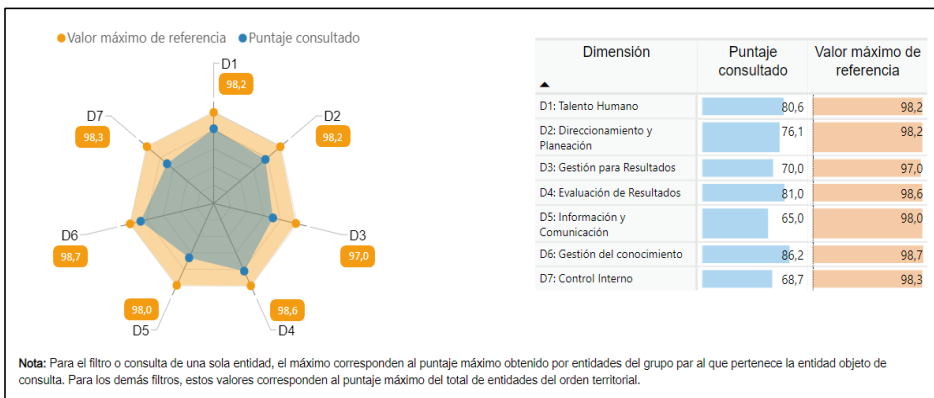 Valor máximo de referencia Puntaje consultado
D1
98,2
D2
98,2
D7
98,3
D6
98,7
D3
97,0
D5
98,0
D4
98,6
Dimensión Puntaje consultado Valor máximo de referencia
D1: Talento Humano 80,6 98,2
D2: Direccionamiento y Planeación 76,1 98,2
D3: Gestión para Resultados 70,0 97,0
D4: Evaluación de Resultados 81,0 98,6
D5: Información y Comunicación 65,0 98,0
D6: Gestión del conocimiento 86,2 98,7
D7: Control Interno 68,7 98,3
Nota: Para el filtro o consulta de una sola entidad, el máximo corresponden al puntaje máximo obtenido por entidades del grupo par al que pertenece la entidad objeto de
consulta. Para los demás filtros, estos valores corresponden al puntaje máximo del total de entidades del orden territorial.